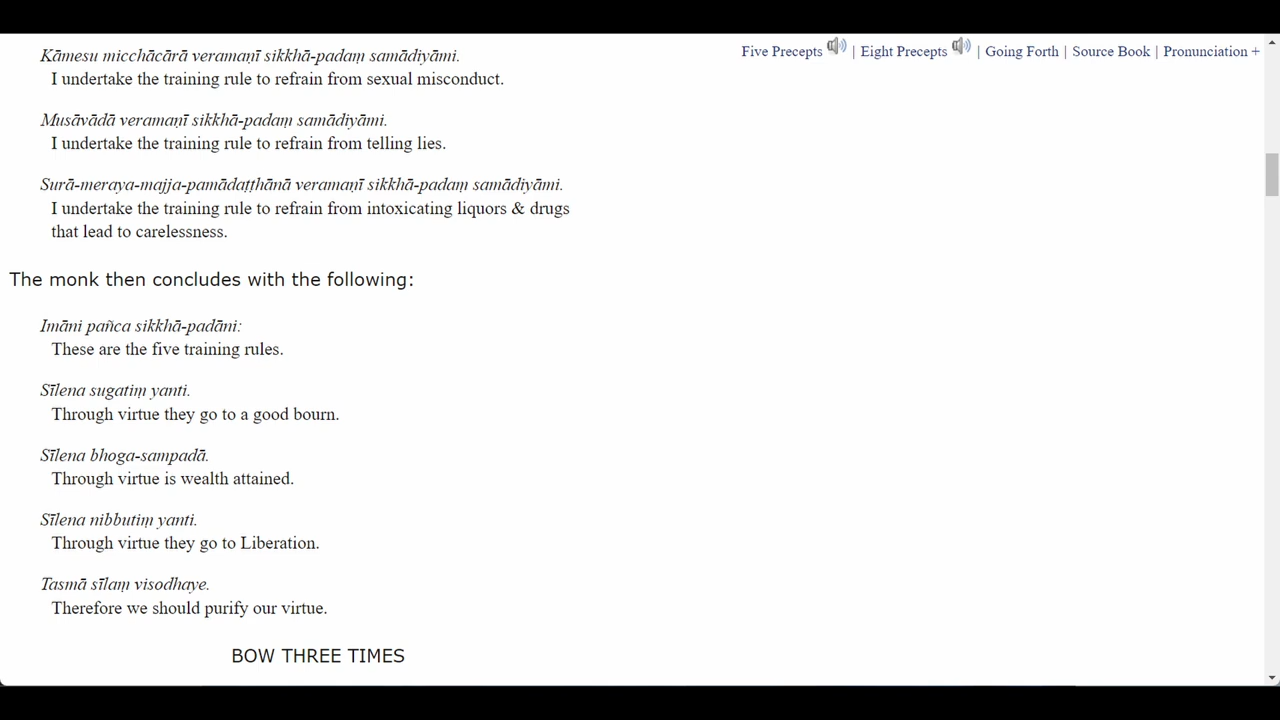 Five Precepts | Eight Precepts | Going Forth | Source Book | Pronunciation +
Kāmesu micchācārā veramaṇī sikkhā-padaṃ samādiyāmi.
I undertake the training rule to refrain from sexual misconduct.
Musāvādā veramaṇī sikkhā-padaṃ samādiyāmi.
I undertake the training rule to refrain from telling lies.
Surā-meraya-majja-pamādaṭṭhānā veramaṇī sikkhā-padaṃ samādiyāmi.
I undertake the training rule to refrain from intoxicating liquors & drugs
that lead to carelessness.
The monk then concludes with the following:
Imāni pañca sikkhā-padāni:
These are the five training rules.
Sīlena sugatiṃ yanti.
Through virtue they go to a good bourn.
Sīlena bhoga-sampadā.
Through virtue is wealth attained.
Sīlena nibbutiṃ yanti.
Through virtue they go to Liberation.
Tasmā sīlaṃ visodhaye.
Therefore we should purify our virtue.
BOW THREE TIMES